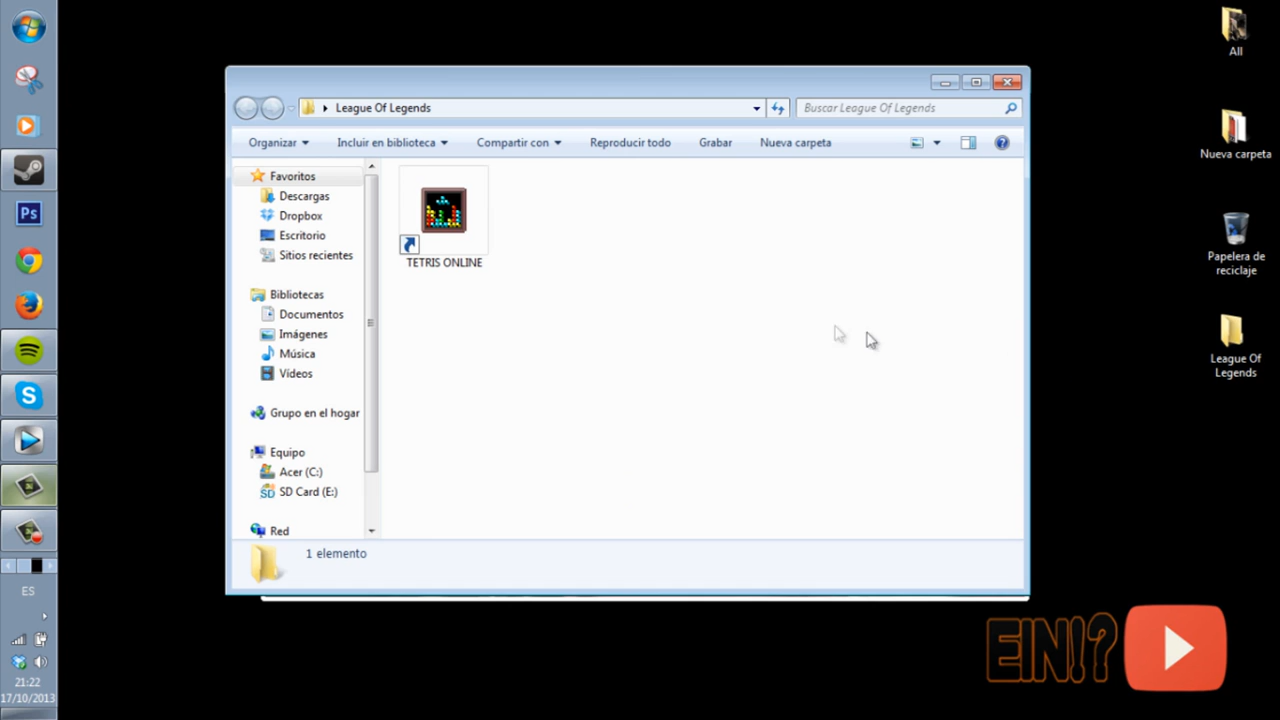 League Of Legends
Buscar League Of Legends
Organizar
Incluir en biblioteca
Compartir con
Reproducir todo
Grabar
Nueva carpeta
Favoritos
Descargas
Dropbox
Escritorio
Sitios recientes
Bibliotecas
Documentos
Imágenes
Música
Vídeos
Grupo en el hogar
Equipo
Acer (C:)
SD Card (E:)
Red
TETRIS ONLINE
1 elemento
All
Nueva carpeta
Papelera de
reciclaje
League Of
Legends
Ps
ES
21:22
17/10/2013
EIN!?